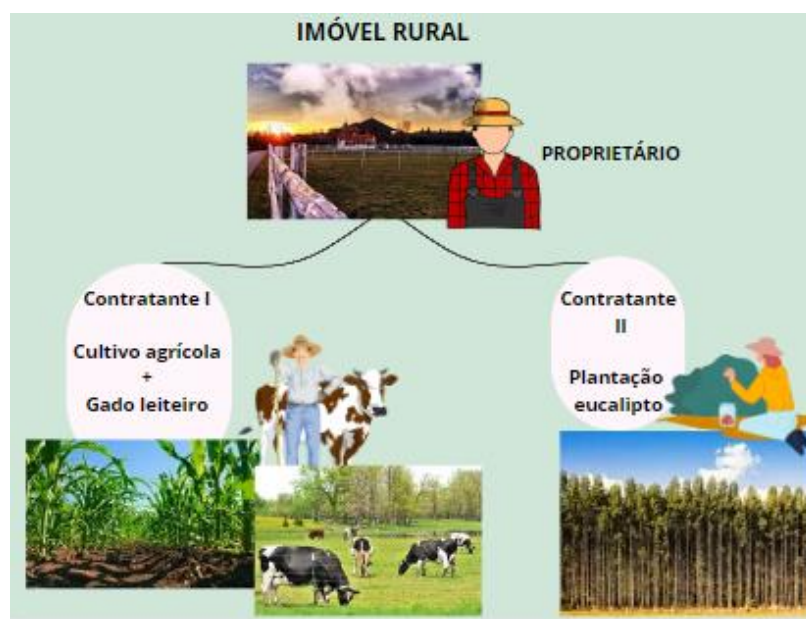 IMÓVEL RURAL
PROPRIETÁRIO
Contratante I
Cultivo agrícola
+
Gado leiteiro
Contratante
II
Plantação
eucalipto